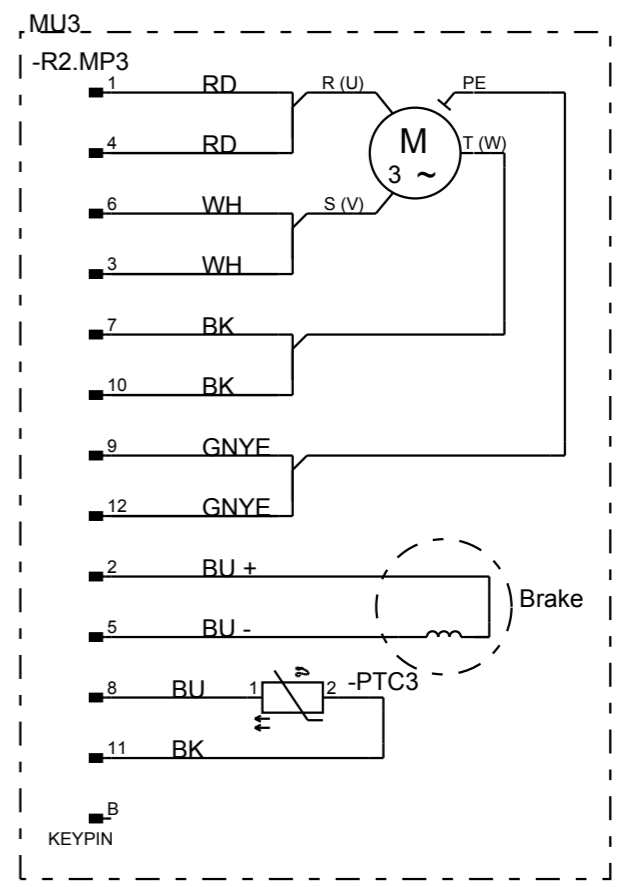 MU3
-R2.MP3
1 RD R (U) PE
4 RD M T (W)
3 ~
6 WH S (V)
3 WH
7 BK
10 BK
9 GNYE
12 GNYE
2 BU +
Brake
5 BU -
8 BU 1 ϑ 2 -PTC3
11 BK
B
KEYPIN